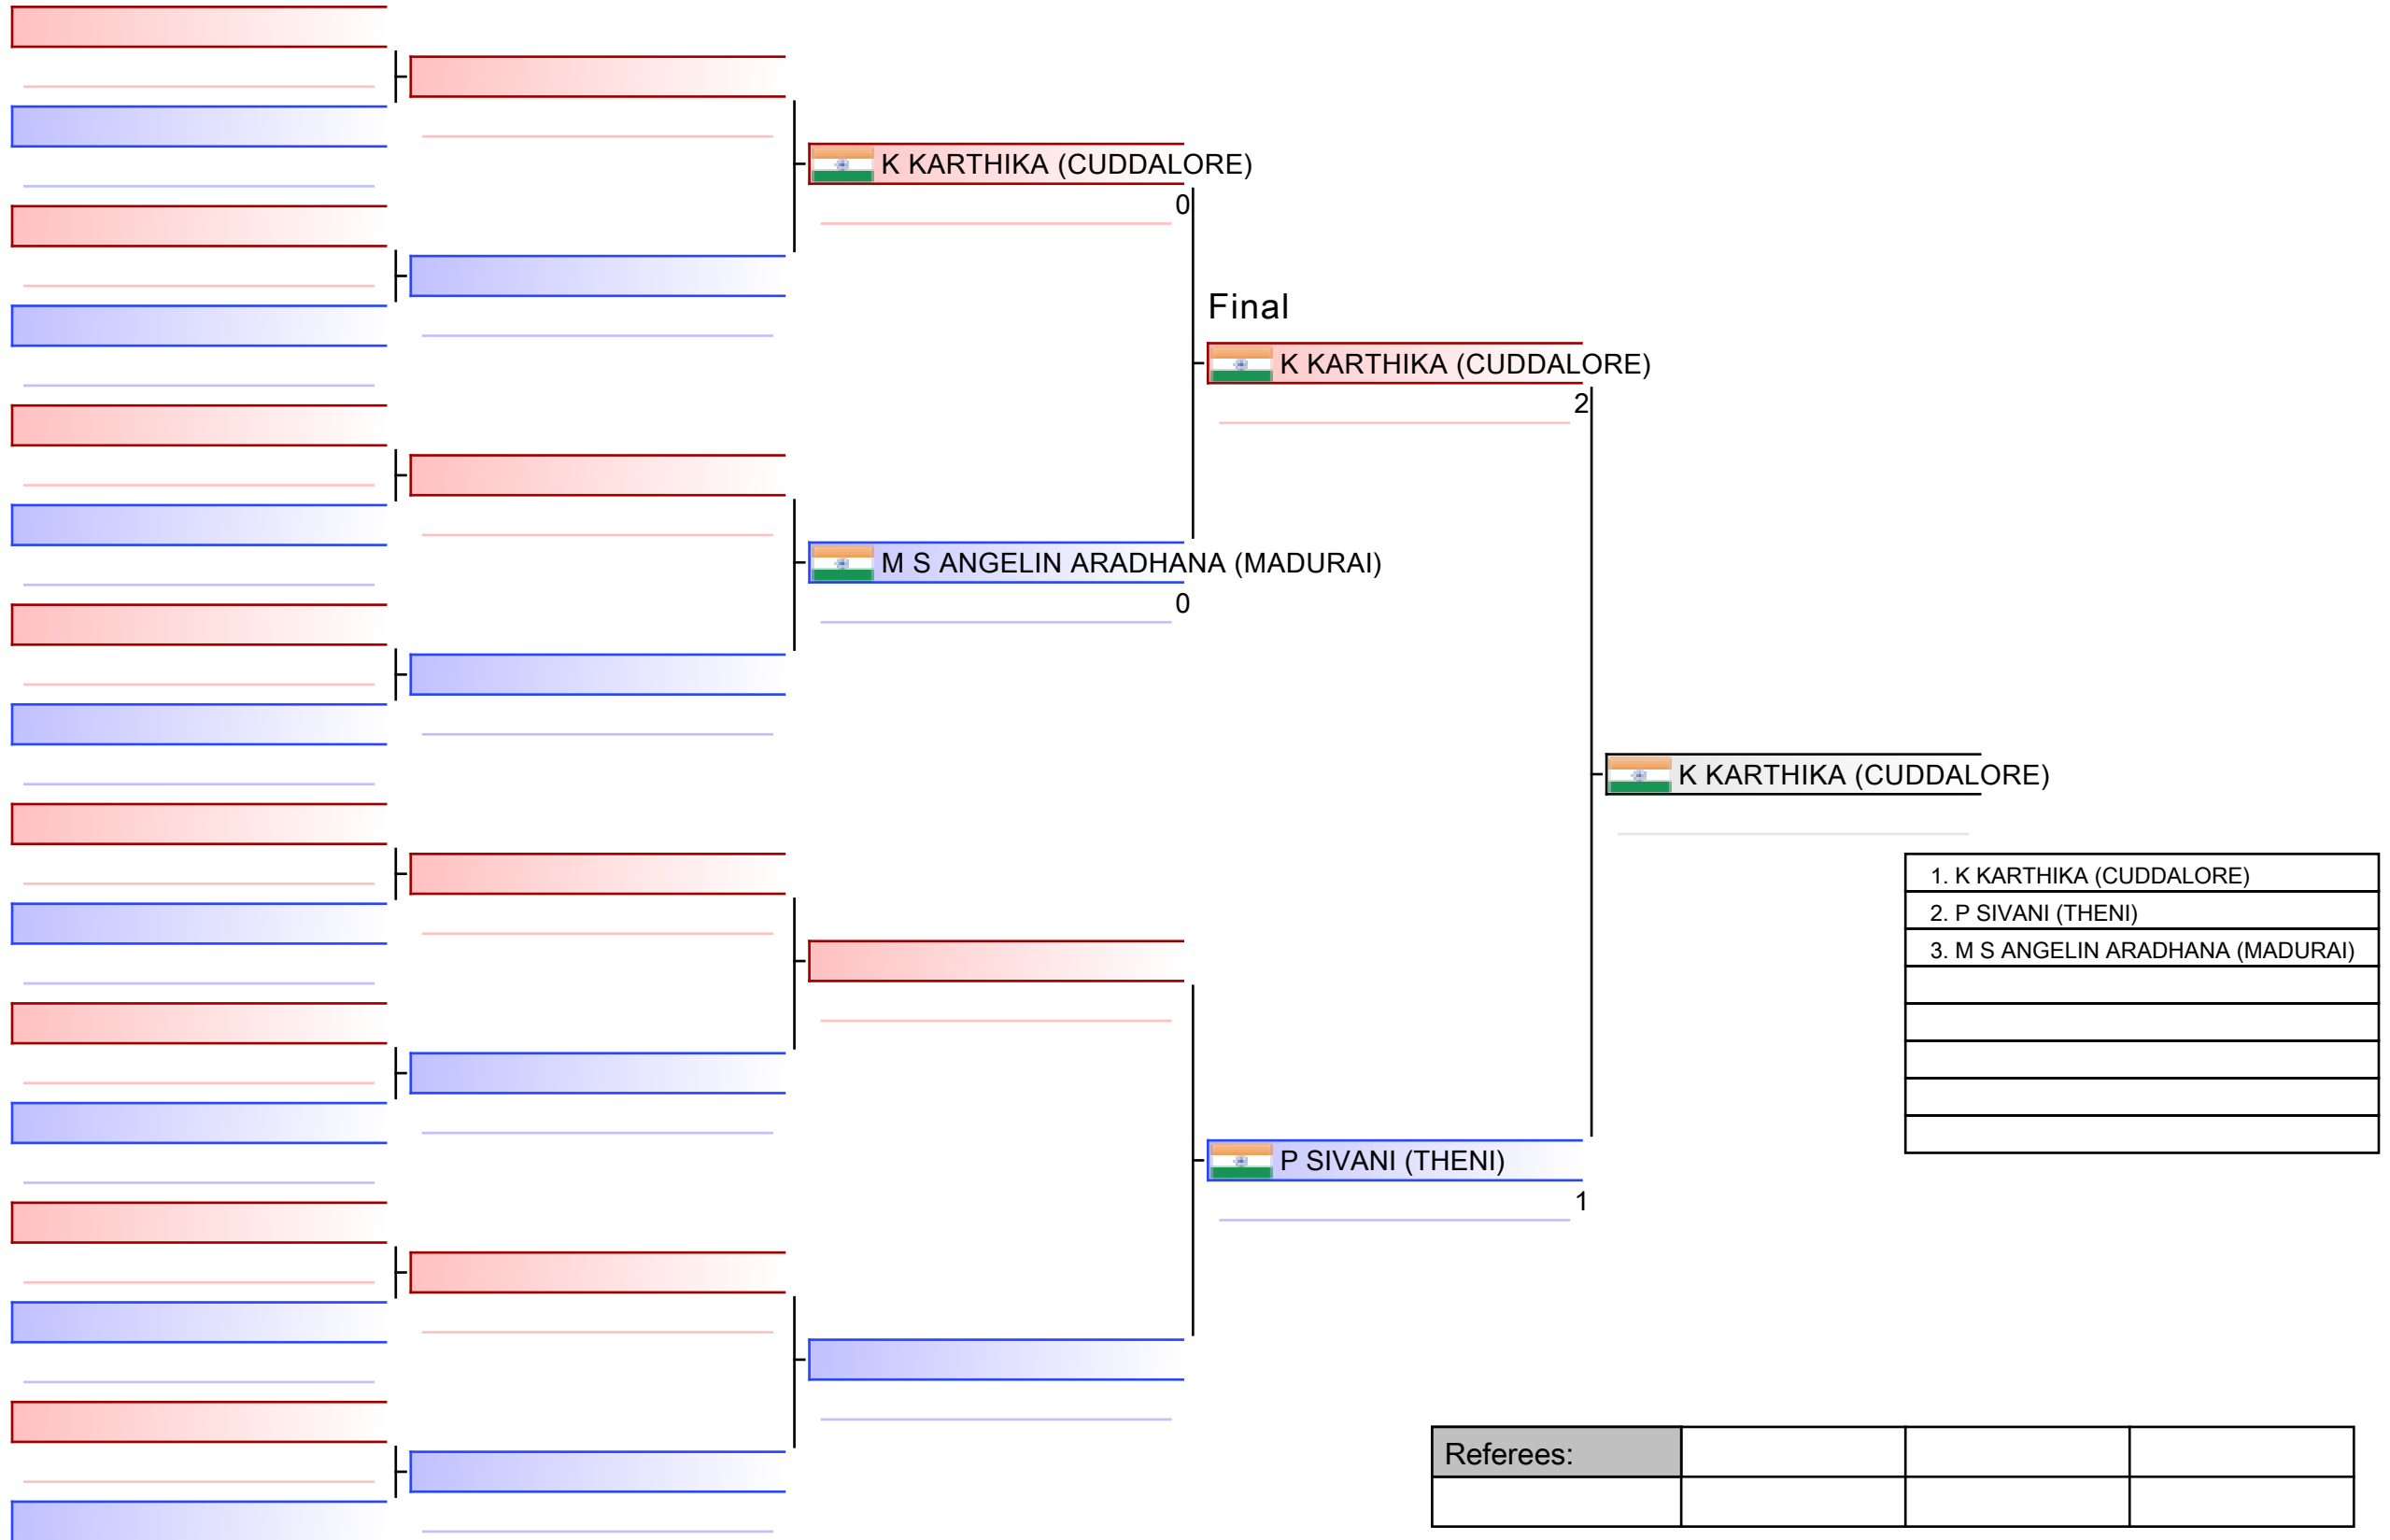 K KARTHIKA (CUDDALORE)
0
Final
K KARTHIKA (CUDDALORE)
2
M S ANGELIN ARADHANA (MADURAI)
0
K KARTHIKA (CUDDALORE)
1. K KARTHIKA (CUDDALORE)
2. P SIVANI (THENI)
3. M S ANGELIN ARADHANA (MADURAI)
P SIVANI (THENI)
1
Referees: